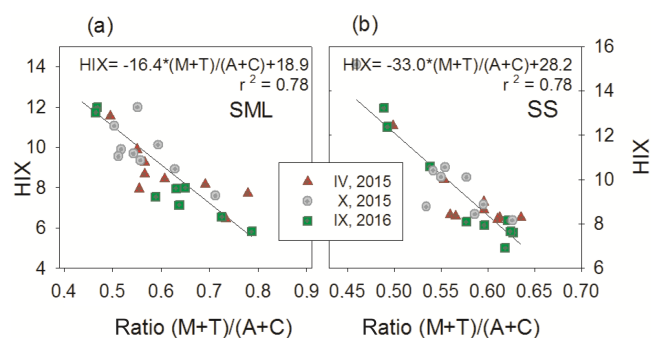 (a)
(b)
HIX= -16.4*(M+T)/(A+C)+18.9
r² = 0.78
SML
HIX= -33.0*(M+T)/(A+C)+28.2
r² = 0.78
SS
HIX
14
12
10
8
6
4
16
14
12
10
8
6
HIX
IV, 2015
X, 2015
IX, 2016
0.4 0.5 0.6 0.7 0.8 0.9
0.40 0.45 0.50 0.55 0.60 0.65 0.70
Ratio (M+T)/(A+C)
Ratio (M+T)/(A+C)